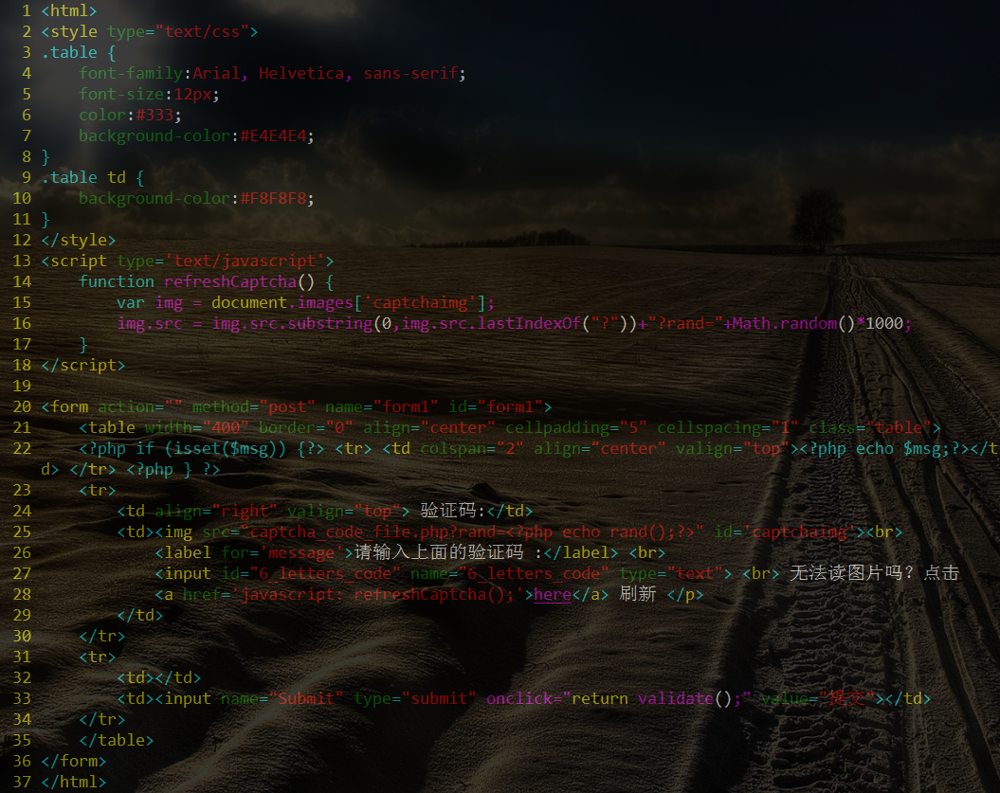 1 <html>
2 <style type="text/css">
3 .table {
4     font-family:Arial, Helvetica, sans-serif;
5     font-size:12px;
6     color:#333;
7     background-color:#E4E4E4;
8 }
9 .table td {
10     background-color:#F8F8F8;
11 }
12 </style>
13 <script type='text/javascript'>
14     function refreshCaptcha() {
15         var img = document.images['captchaimg'];
16         img.src = img.src.substring(0,img.src.lastIndexOf("?"))+"?rand="+Math.random()*1000;
17     }
18 </script>
19
20 <form action="" method="post" name="form1" id="form1">
21     <table width="400" border="0" align="center" cellpadding="5" cellspacing="1" class="table">
22     <?php if (isset($msg)) {?> <tr> <td colspan="2" align="center" valign="top"><?php echo $msg;?></t
d> </tr> <?php } ?>
23     <tr>
24         <td align="right" valign="top"> 验证码:</td>
25         <td><img src="captcha_code_file.php?rand=<?php echo rand();?>" id='captchaimg'><br>
26             <label for='message'>请输入上面的验证码 :</label> <br>
27             <input id="6_letters_code" name="6_letters_code" type="text"> <br> 无法读图片吗? 点击
28             <a href='javascript: refreshCaptcha();'>here</a> 刷新 </p>
29         </td>
30     </tr>
31     <tr>
32         <td></td>
33         <td><input name="Submit" type="submit" onclick="return validate();" value="提交"></td>
34     </tr>
35     </table>
36 </form>
37 </html>